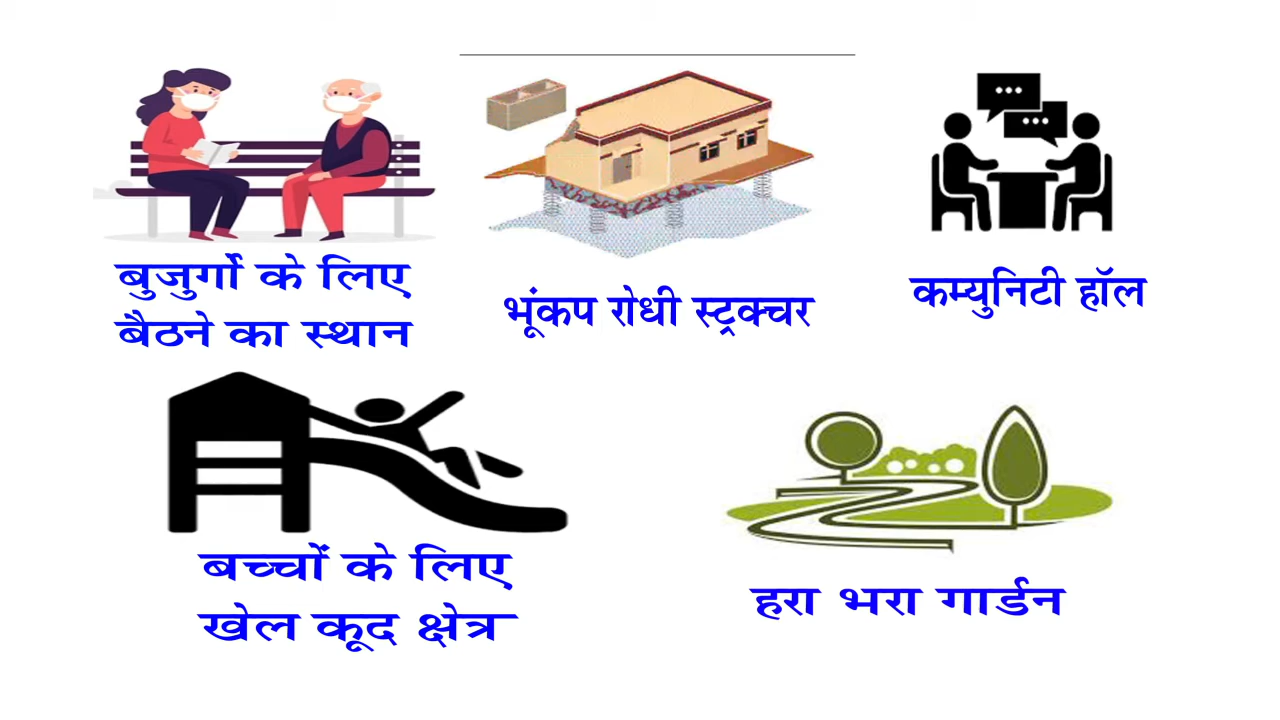 बुजुर्गो के लिए
बैठने का स्थान
भूंकप रोधी स्ट्रक्चर
कम्युनिटी हॉल
बच्चों के लिए
खेल कूद क्षेत्र
हरा भरा गार्डन